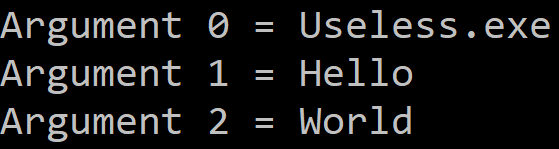 Argument 0 = Useless.exe
Argument 1 = Hello
Argument 2 = World